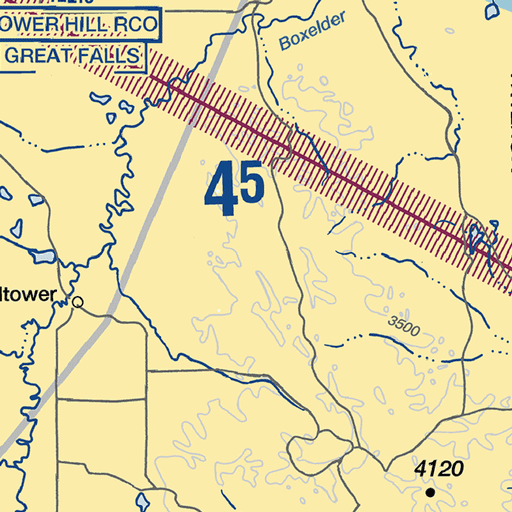 OWER HILL RCO
GREAT FALLS
Boxelder
45
ltower
3500
4120